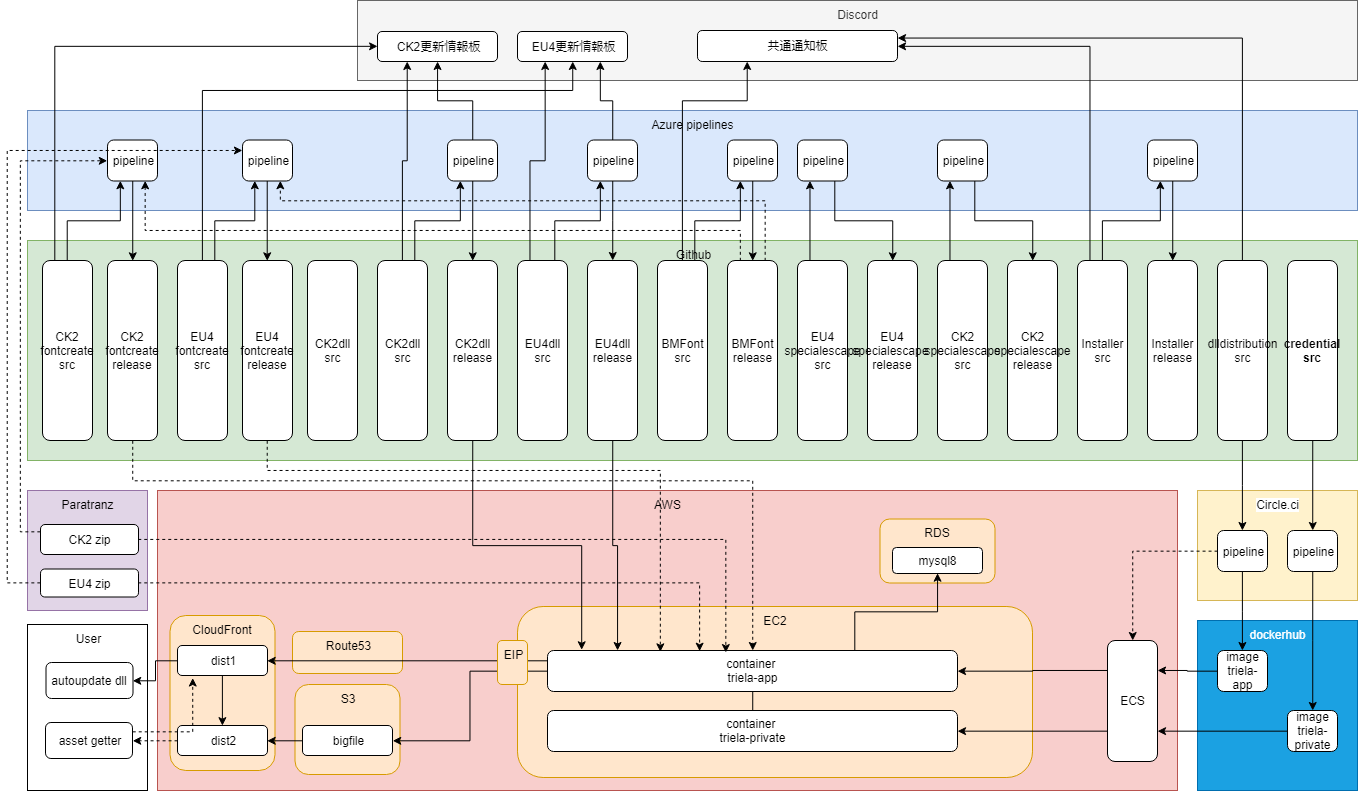 Discord
CK2更新情報板
EU4更新情報板
共通通知板
Azure pipelines
pipeline
pipeline
pipeline
pipeline
pipeline
pipeline
pipeline
pipeline
Github
CK2
fontcreate
src
CK2
fontcreate
release
EU4
fontcreate
src
EU4
fontcreate
release
CK2dll
src
CK2dll
src
CK2dll
release
EU4dll
src
EU4dll
release
BMFont
src
BMFont
release
EU4
specialescape
src
EU4
specialescape
release
CK2
specialescape
src
CK2
specialescape
release
Installer
src
Installer
release
dlldistribution
src
credential
src
Paratranz
CK2 zip
EU4 zip
AWS
RDS
mysql8
Circle.ci
pipeline
pipeline
User
autoupdate dll
asset getter
CloudFront
dist1
dist2
Route53
S3
bigfile
EIP
EC2
container
triela-app
container
triela-private
ECS
dockerhub
image
triela-
app
image
triela-
private